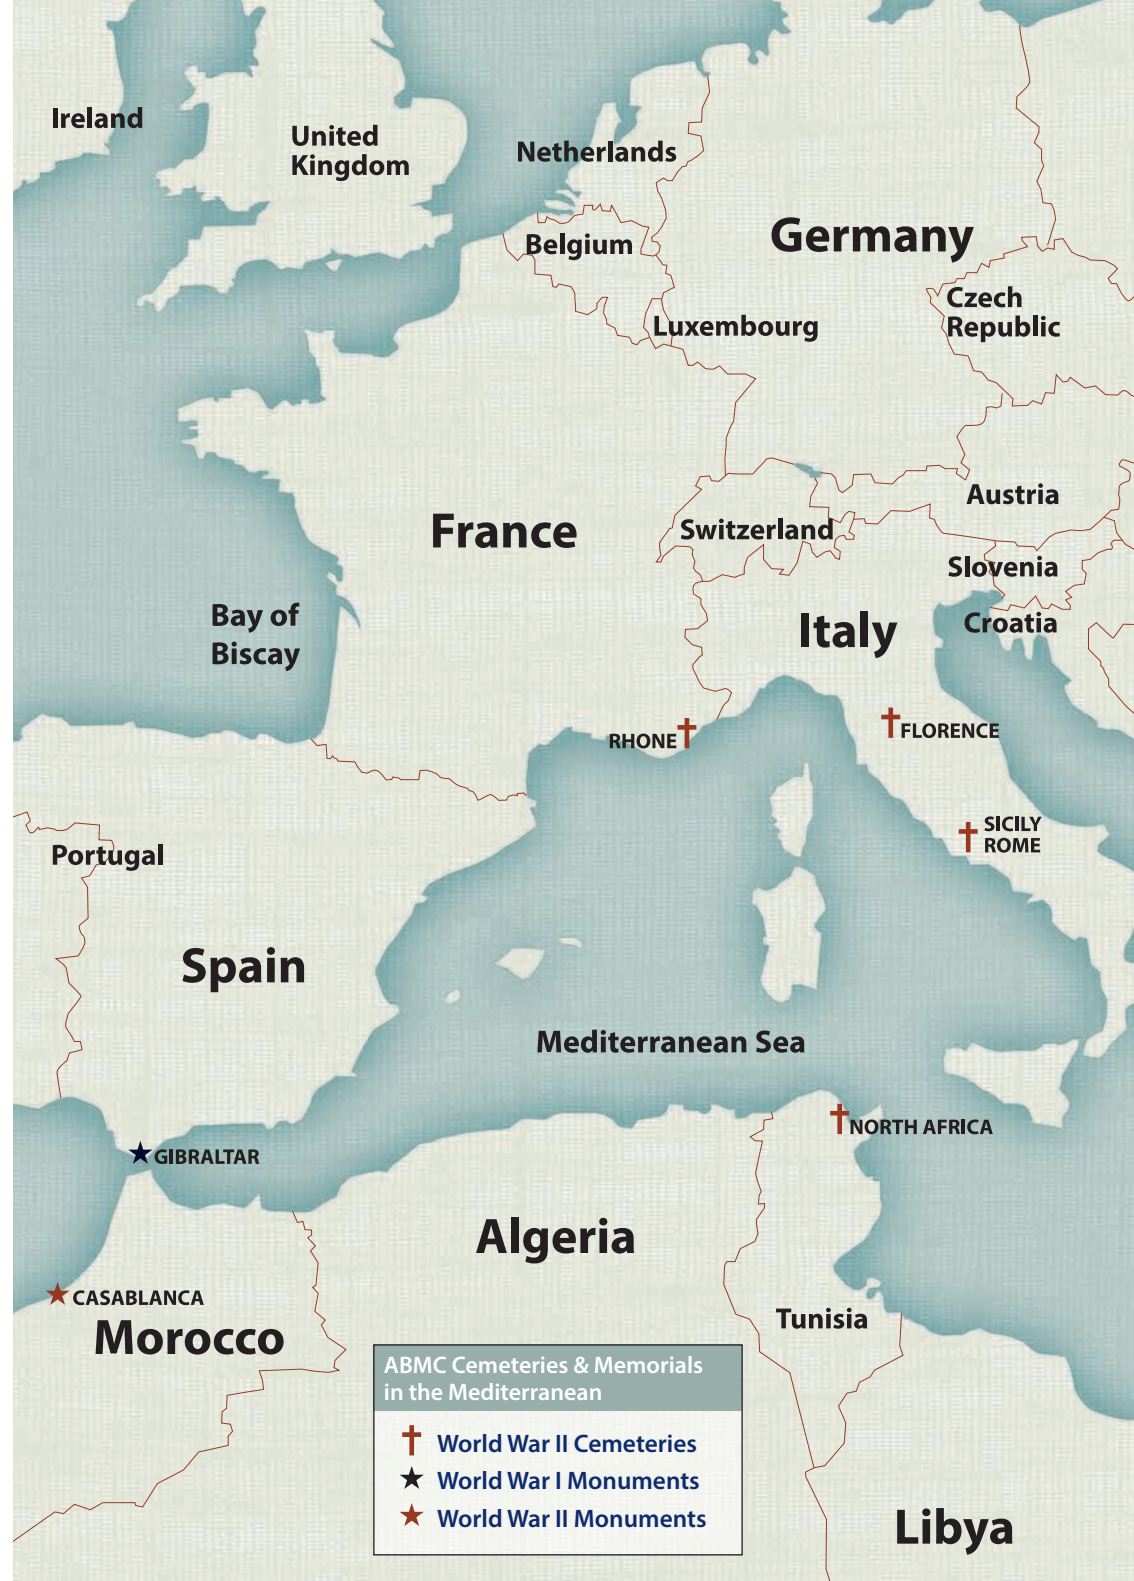 Ireland
United
Kingdom
Netherlands
Belgium
Germany
Czech
Republic
Luxembourg
Austria
France
Switzerland
Slovenia
Bay of
Biscay
Italy
Croatia
RHONE
FLORENCE
SICILY
ROME
Portugal
Spain
Mediterranean Sea
NORTH AFRICA
GIBRALTAR
Algeria
CASABLANCA
Morocco
Tunisia
ABMC Cemeteries & Memorials
in the Mediterranean
World War II Cemeteries
World War I Monuments
World War II Monuments
Libya